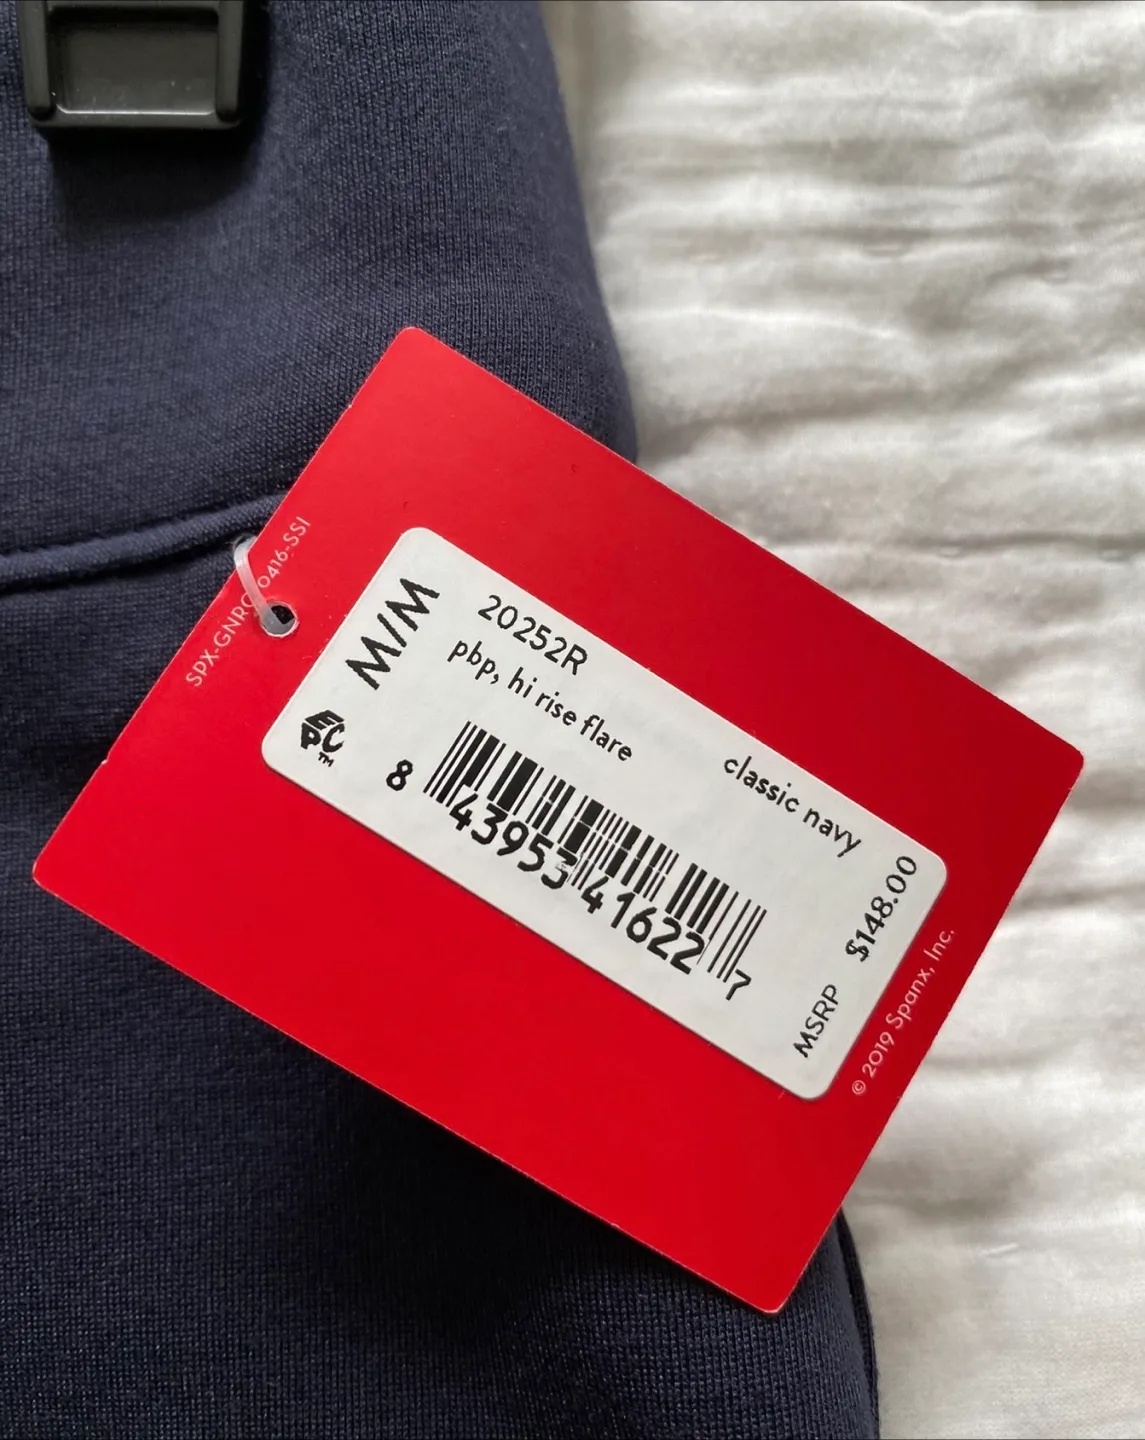 SPX-GNRC
0416-SSI
M/M
20252R
pbp, hi rise flare
classic navy
EPC™
8 43953 41622 7
MSRP $148.00
© 2019 Spanx, Inc.